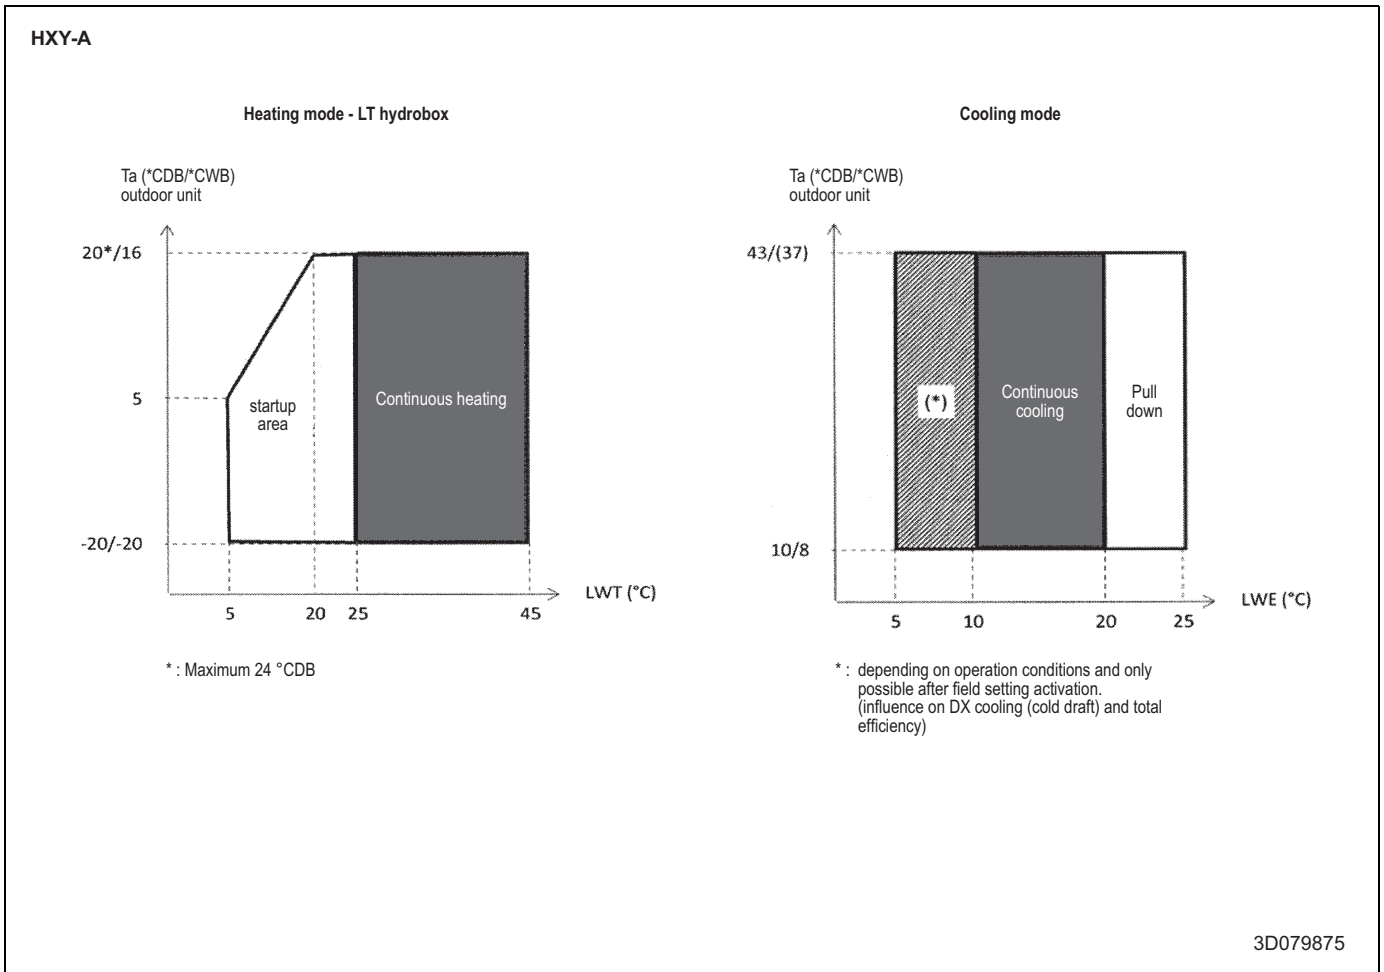 HXY-A
Heating mode - LT hydrobox
Ta (*CDB/*CWB)
outdoor unit
20*/16
5
-20/-20
startup
area
Continuous heating
5 20 25 45
LWT (°C)
* : Maximum 24 °CDB
Cooling mode
Ta (*CDB/*CWB)
outdoor unit
43/(37)
10/8
(*)
Continuous
cooling
Pull
down
5 10 20 25
LWE (°C)
* : depending on operation conditions and only
possible after field setting activation.
(influence on DX cooling (cold draft) and total
efficiency)
3D079875